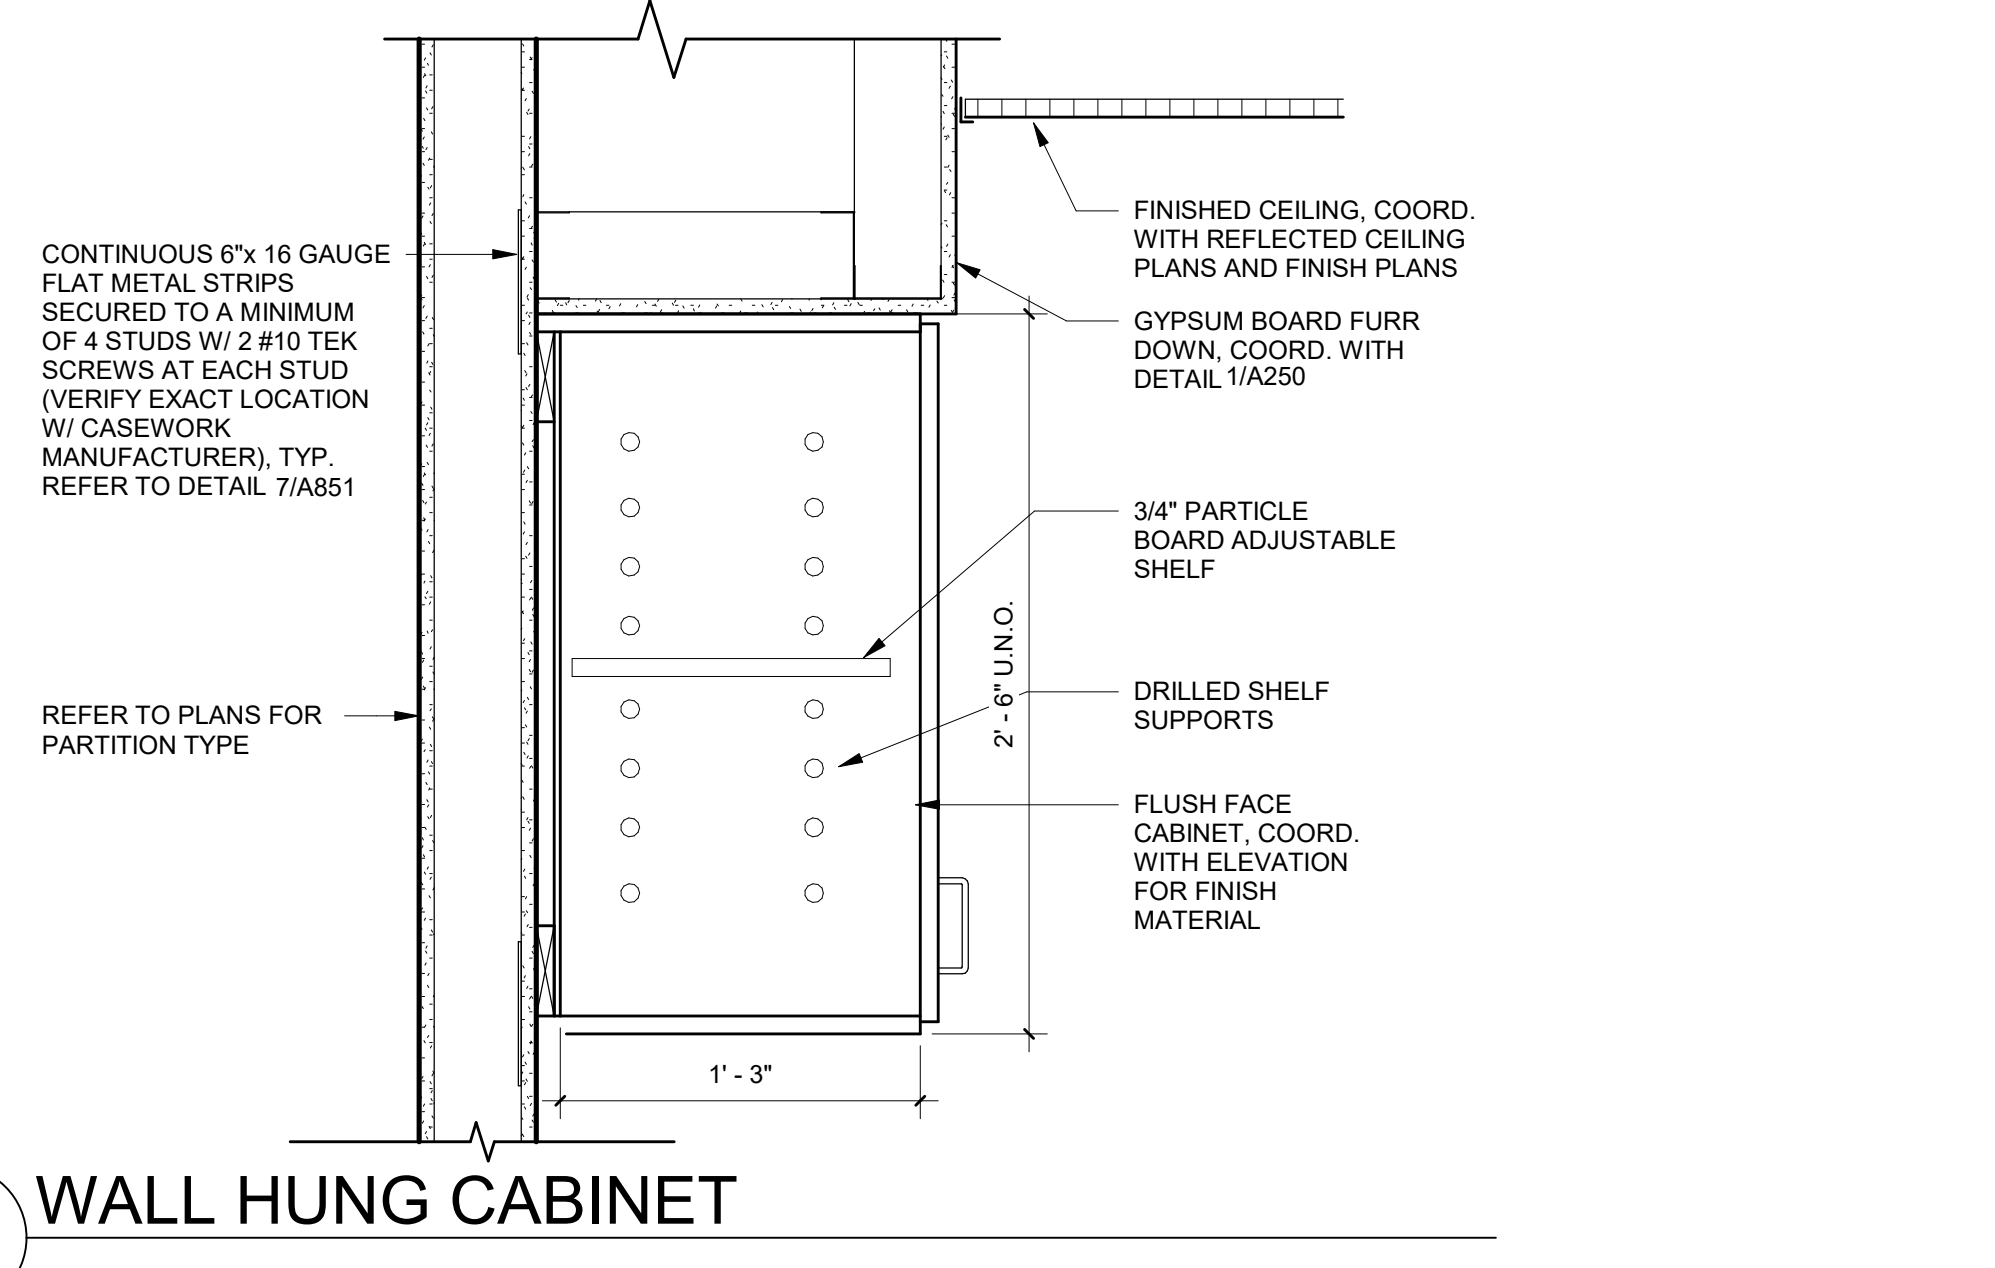 CONTINUOUS 6"x 16 GAUGE
FLAT METAL STRIPS
SECURED TO A MINIMUM
OF 4 STUDS W/ 2 #10 TEK
SCREWS AT EACH STUD
(VERIFY EXACT LOCATION
W/ CASEWORK
MANUFACTURER), TYP.
REFER TO DETAIL 7/A851
REFER TO PLANS FOR
PARTITION TYPE
FINISHED CEILING, COORD.
WITH REFLECTED CEILING
PLANS AND FINISH PLANS
GYPSUM BOARD FURR
DOWN, COORD. WITH
DETAIL 1/A250
3/4" PARTICLE
BOARD ADJUSTABLE
SHELF
2' - 6" U.N.O.
DRILLED SHELF
SUPPORTS
FLUSH FACE
CABINET, COORD.
WITH ELEVATION
FOR FINISH
MATERIAL
1' - 3"
WALL HUNG CABINET